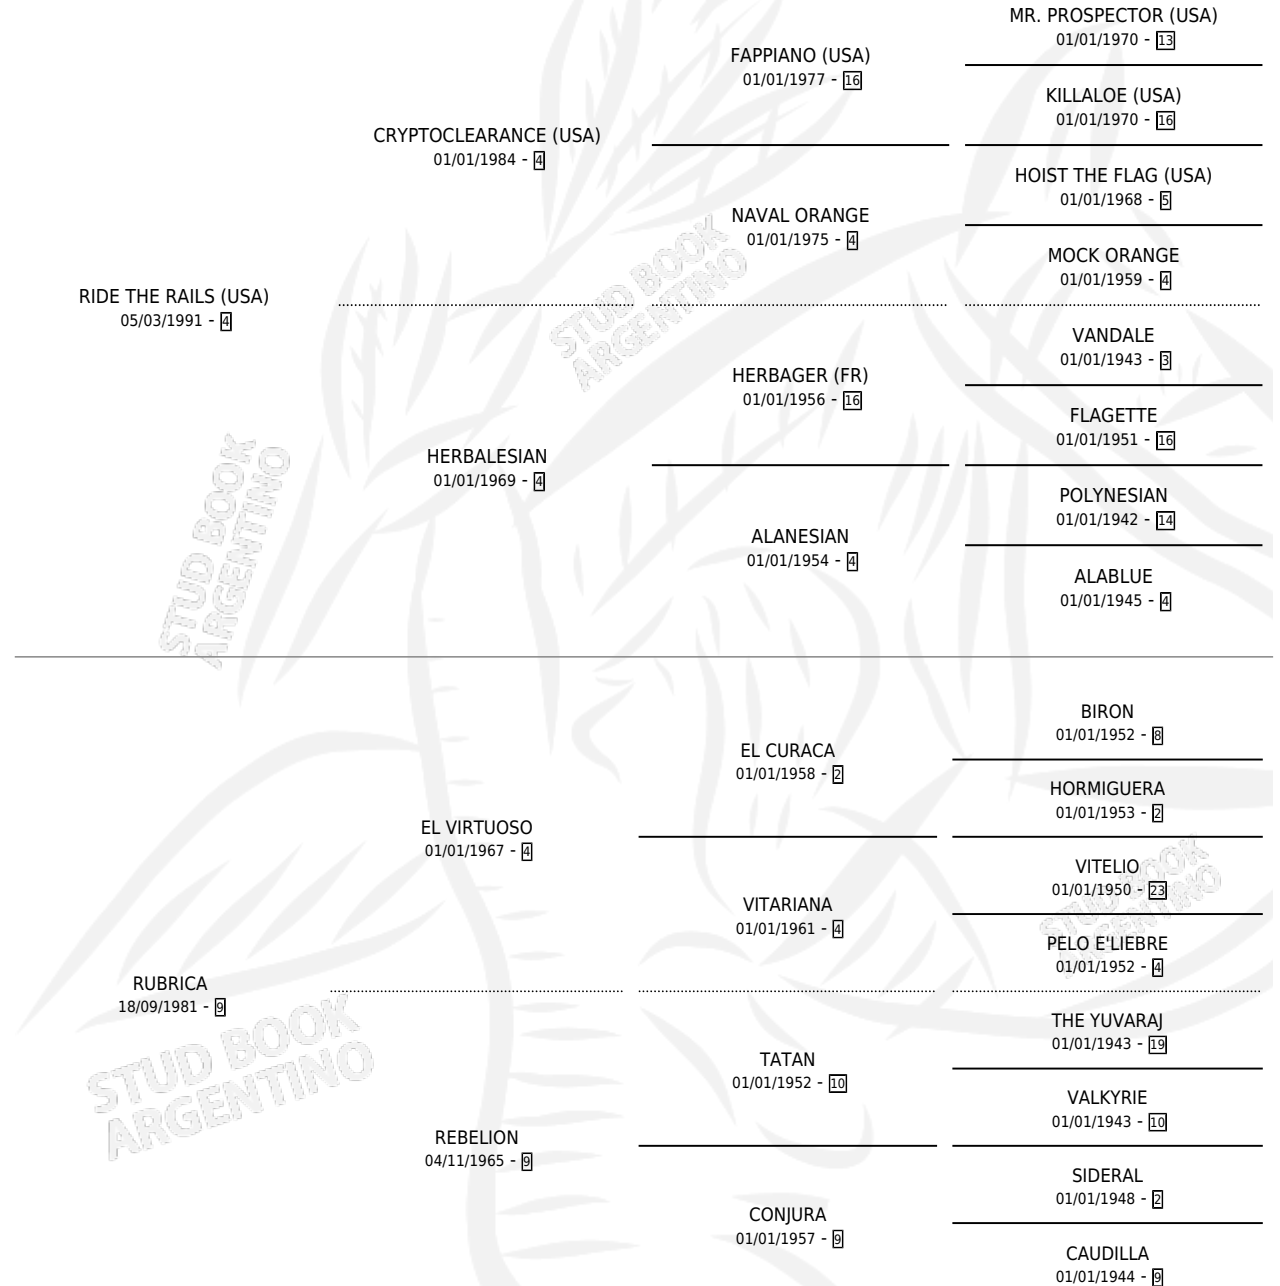 MR. PROSPECTOR (USA)
01/01/1970 - 13
FAPPIANO (USA)
01/01/1977 - 16
KILLALOE (USA)
01/01/1970 - 16
CRYPTOCLEARANCE (USA)
01/01/1984 - 4
HOIST THE FLAG (USA)
01/01/1968 - 5
NAVAL ORANGE
01/01/1975 - 4
MOCK ORANGE
01/01/1959 - 4
RIDE THE RAILS (USA)
05/03/1991 - 4
VANDALE
01/01/1943 - 3
HERBAGER (FR)
01/01/1956 - 16
FLAGETTE
01/01/1951 - 16
HERBALESIAN
01/01/1969 - 4
POLYNESIAN
01/01/1942 - 14
ALANESIAN
01/01/1954 - 4
ALABLUE
01/01/1945 - 4
BIRON
01/01/1952 - 8
EL CURACA
01/01/1958 - 2
HORMIGUERA
01/01/1953 - 2
EL VIRTUOSO
01/01/1967 - 4
VITELIO
01/01/1950 - 23
VITARIANA
01/01/1961 - 4
PELO E'LIEBRE
01/01/1952 - 4
RUBRICA
18/09/1981 - 9
THE YUVARAJ
01/01/1943 - 19
TATAN
01/01/1952 - 10
VALKYRIE
01/01/1943 - 10
REBELION
04/11/1965 - 9
SIDERAL
01/01/1948 - 2
CONJURA
01/01/1957 - 9
CAUDILLA
01/01/1944 - 9
STUD BOOK
ARGENTINO
STUD BOOK
ARGENTINO
STUD BOOK
ARGENTINO
STUD BOOK
ARGENTINO